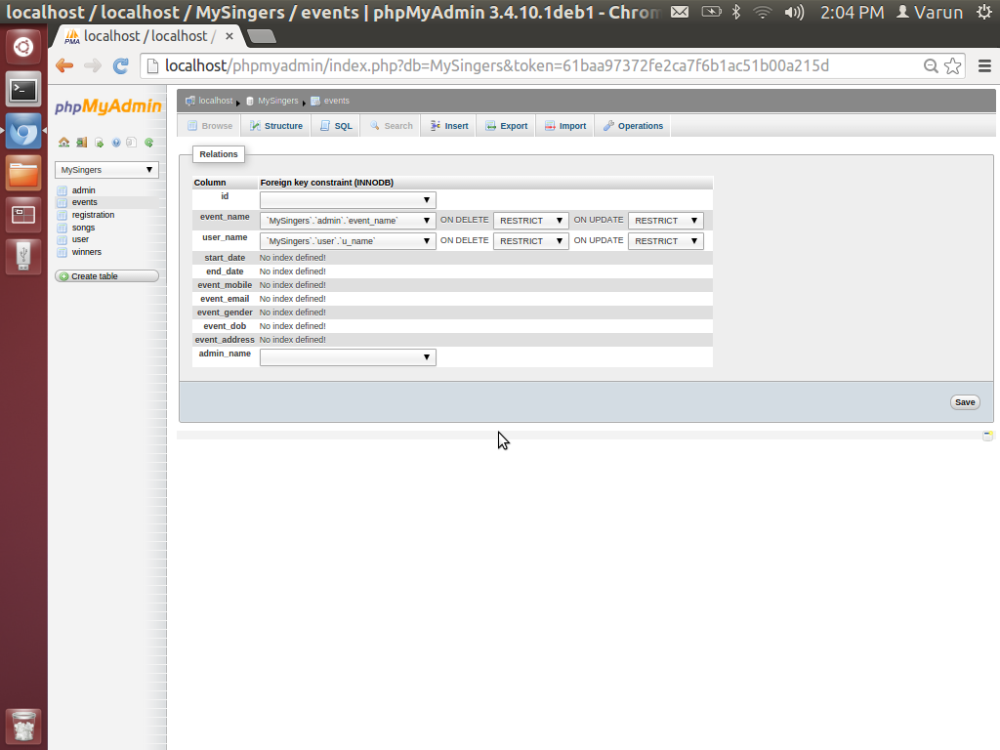 localhost / localhost / MySingers / events | phpMyAdmin 3.4.10.1deb1 - Chrom
2:04 PM Varun
PMA localhost / localhost / ×
localhost/phpmyadmin/index.php?db=MySingers&token=61baa97372fe2ca7f6b1ac51b00a215d
phpMyAdmin
localhost MySingers events
Browse Structure SQL Search Insert Export Import Operations
MySingers
admin
events
registration
songs
user
winners
Create table
Relations
Column Foreign key constraint (INNODB)
id
event_name `MySingers`.`admin`.`event_name` ON DELETE RESTRICT ON UPDATE RESTRICT
user_name `MySingers`.`user`.`u_name` ON DELETE RESTRICT ON UPDATE RESTRICT
start_date No index defined!
end_date No index defined!
event_mobile No index defined!
event_email No index defined!
event_gender No index defined!
event_dob No index defined!
event_address No index defined!
admin_name
Save